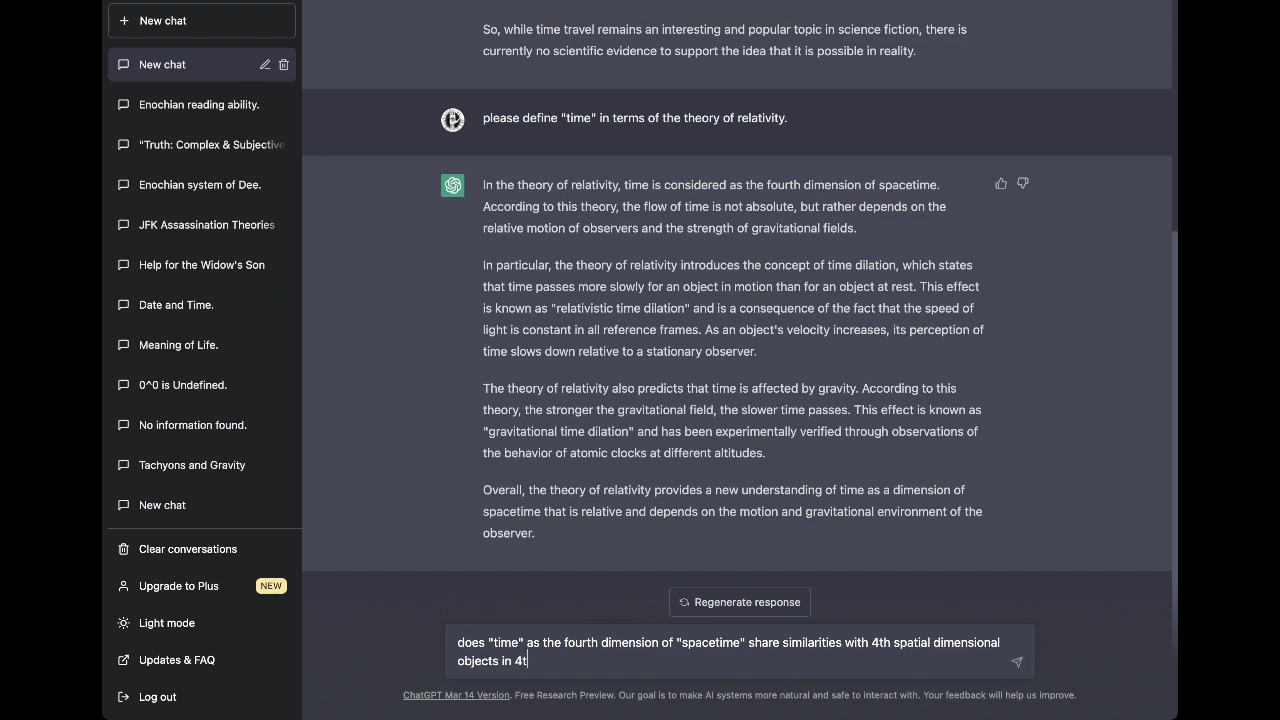 New chat
New chat
Enochian reading ability.
"Truth: Complex & Subjective
Enochian system of Dee.
JFK Assassination Theories
Help for the Widow's Son
Date and Time.
Meaning of Life.
0^0 is Undefined.
No information found.
Tachyons and Gravity
New chat
Clear conversations
Upgrade to Plus NEW
Light mode
Updates & FAQ
Log out
So, while time travel remains an interesting and popular topic in science fiction, there is
currently no scientific evidence to support the idea that it is possible in reality.
please define "time" in terms of the theory of relativity.
In the theory of relativity, time is considered as the fourth dimension of spacetime.
According to this theory, the flow of time is not absolute, but rather depends on the
relative motion of observers and the strength of gravitational fields.
In particular, the theory of relativity introduces the concept of time dilation, which states
that time passes more slowly for an object in motion than for an object at rest. This effect
is known as "relativistic time dilation" and is a consequence of the fact that the speed of
light is constant in all reference frames. As an object's velocity increases, its perception of
time slows down relative to a stationary observer.
The theory of relativity also predicts that time is affected by gravity. According to this
theory, the stronger the gravitational field, the slower time passes. This effect is known as
"gravitational time dilation" and has been experimentally verified through observations of
the behavior of atomic clocks at different altitudes.
Overall, the theory of relativity provides a new understanding of time as a dimension of
spacetime that is relative and depends on the motion and gravitational environment of the
observer.
Regenerate response
does "time" as the fourth dimension of "spacetime" share similarities with 4th spatial dimensional
objects in 4t
ChatGPT Mar 14 Version. Free Research Preview. Our goal is to make AI systems more natural and safe to interact with. Your feedback will help us improve.